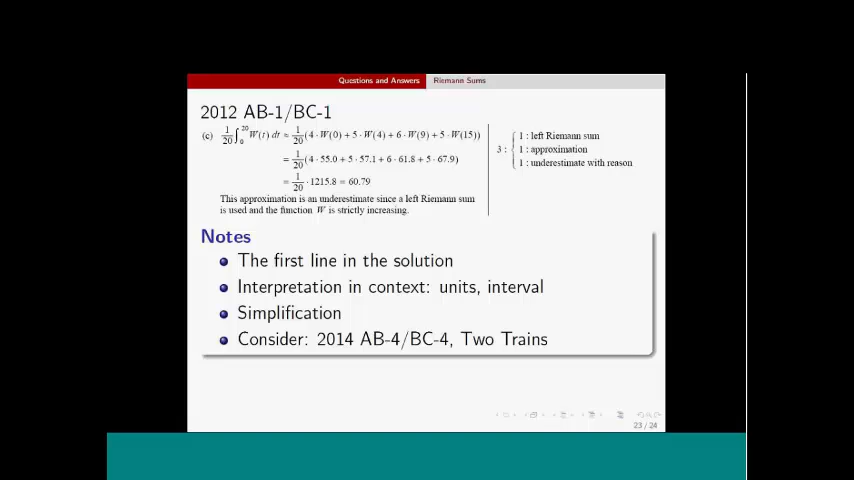 Questions and Answers Riemann Sums
2012 AB-1/BC-1
(c) 1/20 ∫₀²⁰ W(t) dt ≈ 1/20 (4 · W(0) + 5 · W(4) + 6 · W(9) + 5 · W(15))
= 1/20 (4 · 55.0 + 5 · 57.1 + 6 · 61.8 + 5 · 67.9)
= 1/20 · 1215.8 = 60.79
This approximation is an underestimate since a left Riemann sum
is used and the function W is strictly increasing.
3 : { 1 : left Riemann sum
1 : approximation
1 : underestimate with reason
Notes
The first line in the solution
Interpretation in context: units, interval
Simplification
Consider: 2014 AB-4/BC-4, Two Trains
23 / 24